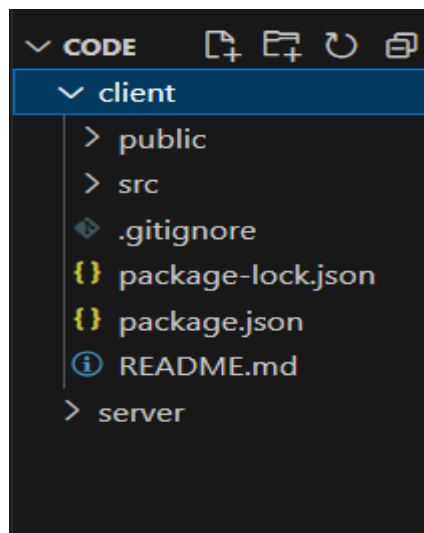 CODE
client
public
src
.gitignore
package-lock.json
package.json
README.md
server